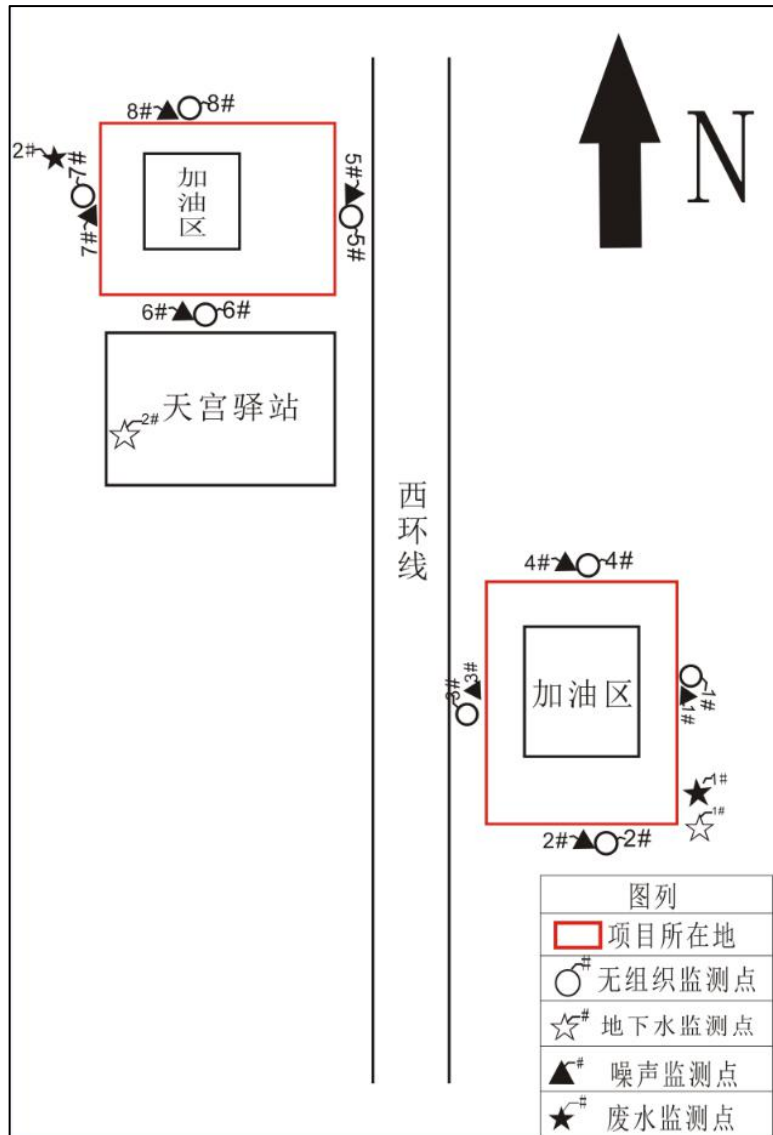 8# 8#
N
2#
7#
7#
加油区
5#
5#
6# 6#
天宫驿站
2#
西环线
4# 4#
3#
3#
加油区
1#
1#
1#
1#
2# 2#
图列
项目所在地
# 无组织监测点
# 地下水监测点
# 噪声监测点
# 废水监测点